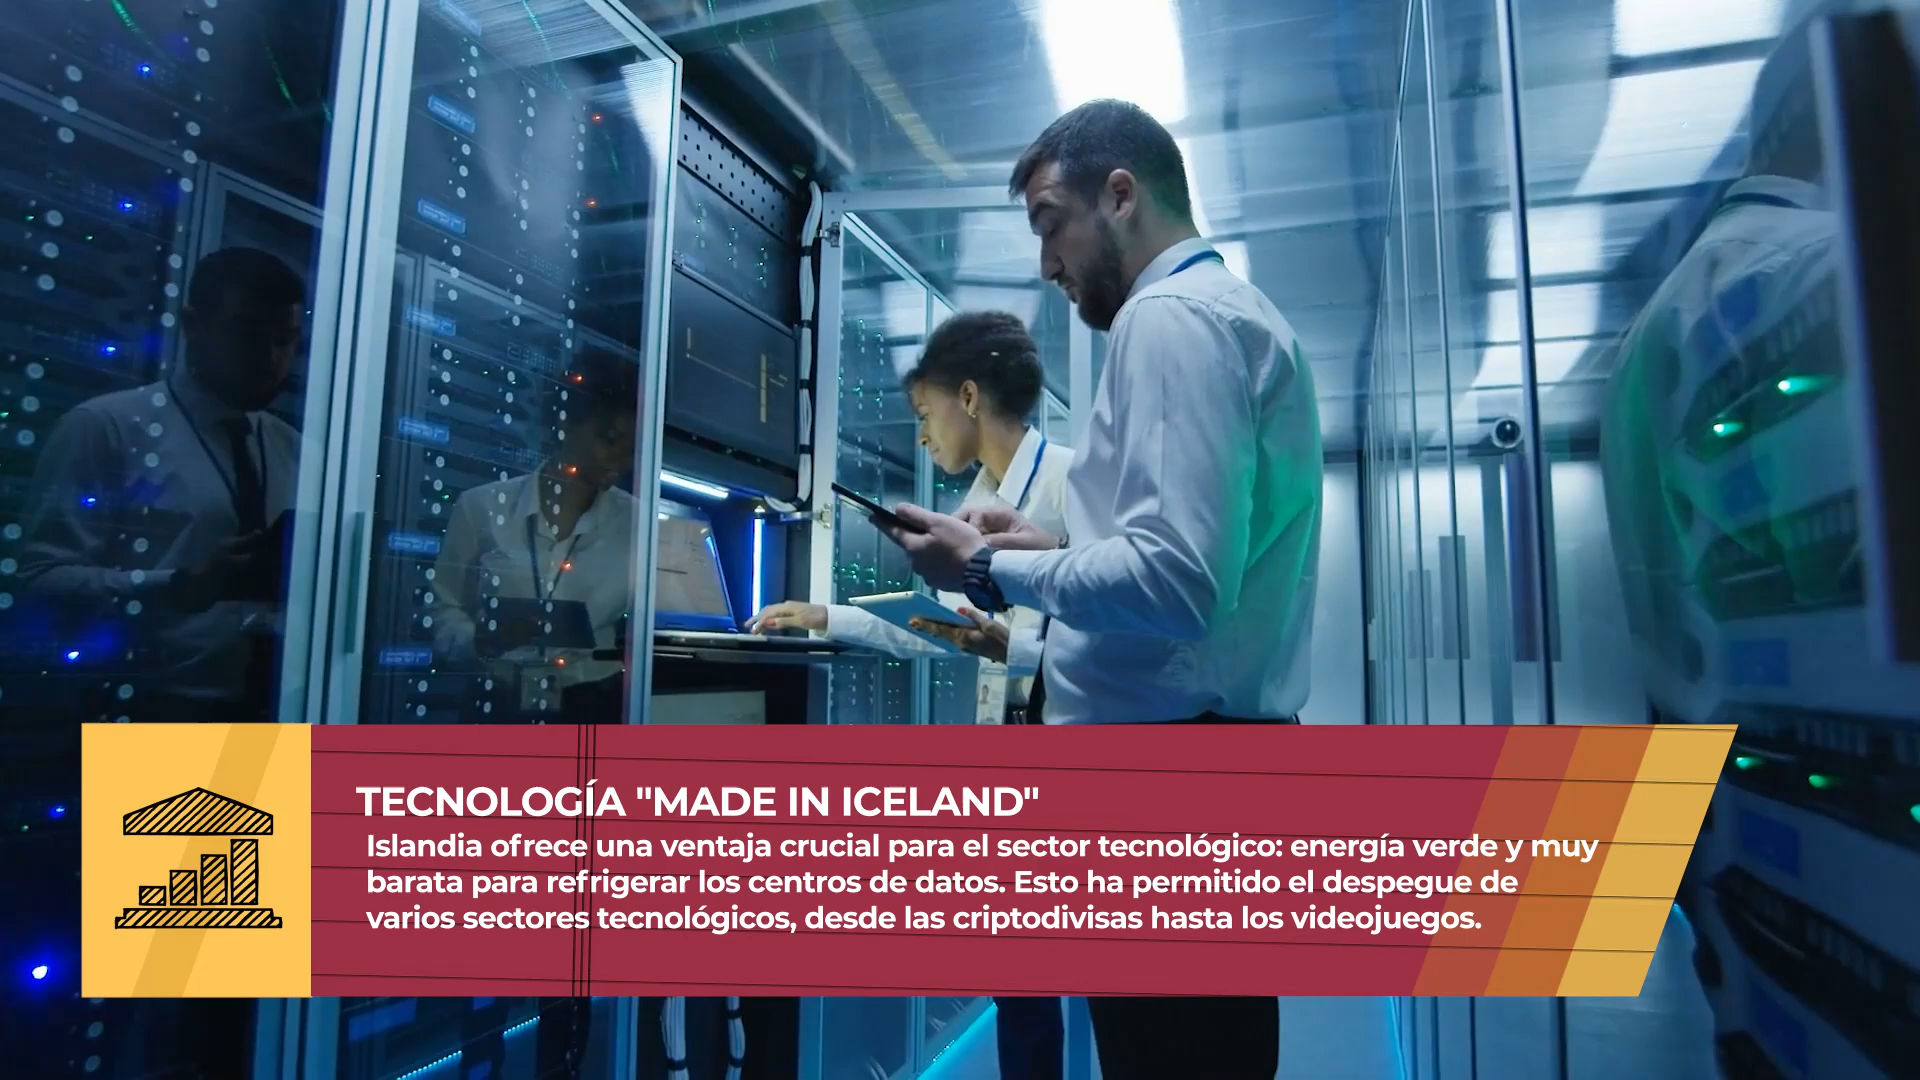 TECNOLOGÍA "MADE IN ICELAND"
Islandia ofrece una ventaja crucial para el sector tecnológico: energía verde y muy
barata para refrigerar los centros de datos. Esto ha permitido el despegue de
varios sectores tecnológicos, desde las criptodivisas hasta los videojuegos.